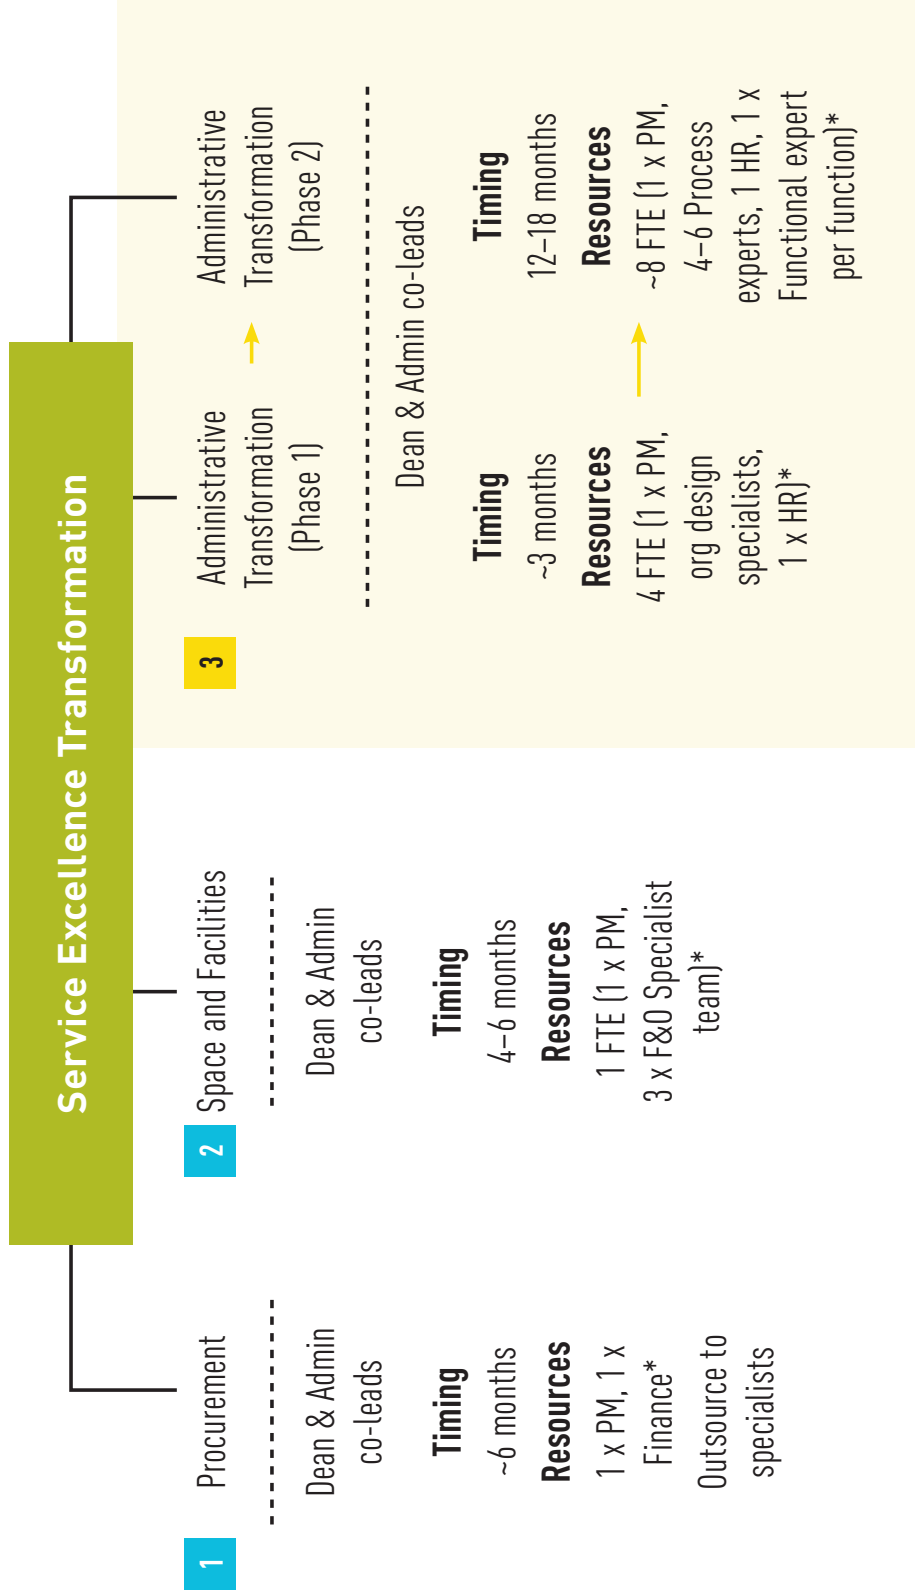 Service Excellence Transformation
1
Procurement
Dean & Admin
co-leads
Timing
~6 months
Resources
1 x PM, 1 x
Finance*
Outsource to
specialists
2
Space and Facilities
Dean & Admin
co-leads
Timing
4–6 months
Resources
1 FTE (1 x PM,
3 x F&O Specialist
team)*
3
Administrative
Transformation
(Phase 1)
Administrative
Transformation
(Phase 2)
Dean & Admin co-leads
Timing
~3 months
Resources
4 FTE (1 x PM,
org design
specialists,
1 x HR)*
Timing
12–18 months
Resources
~8 FTE (1 x PM,
4–6 Process
experts, 1 HR, 1 x
Functional expert
per function)*